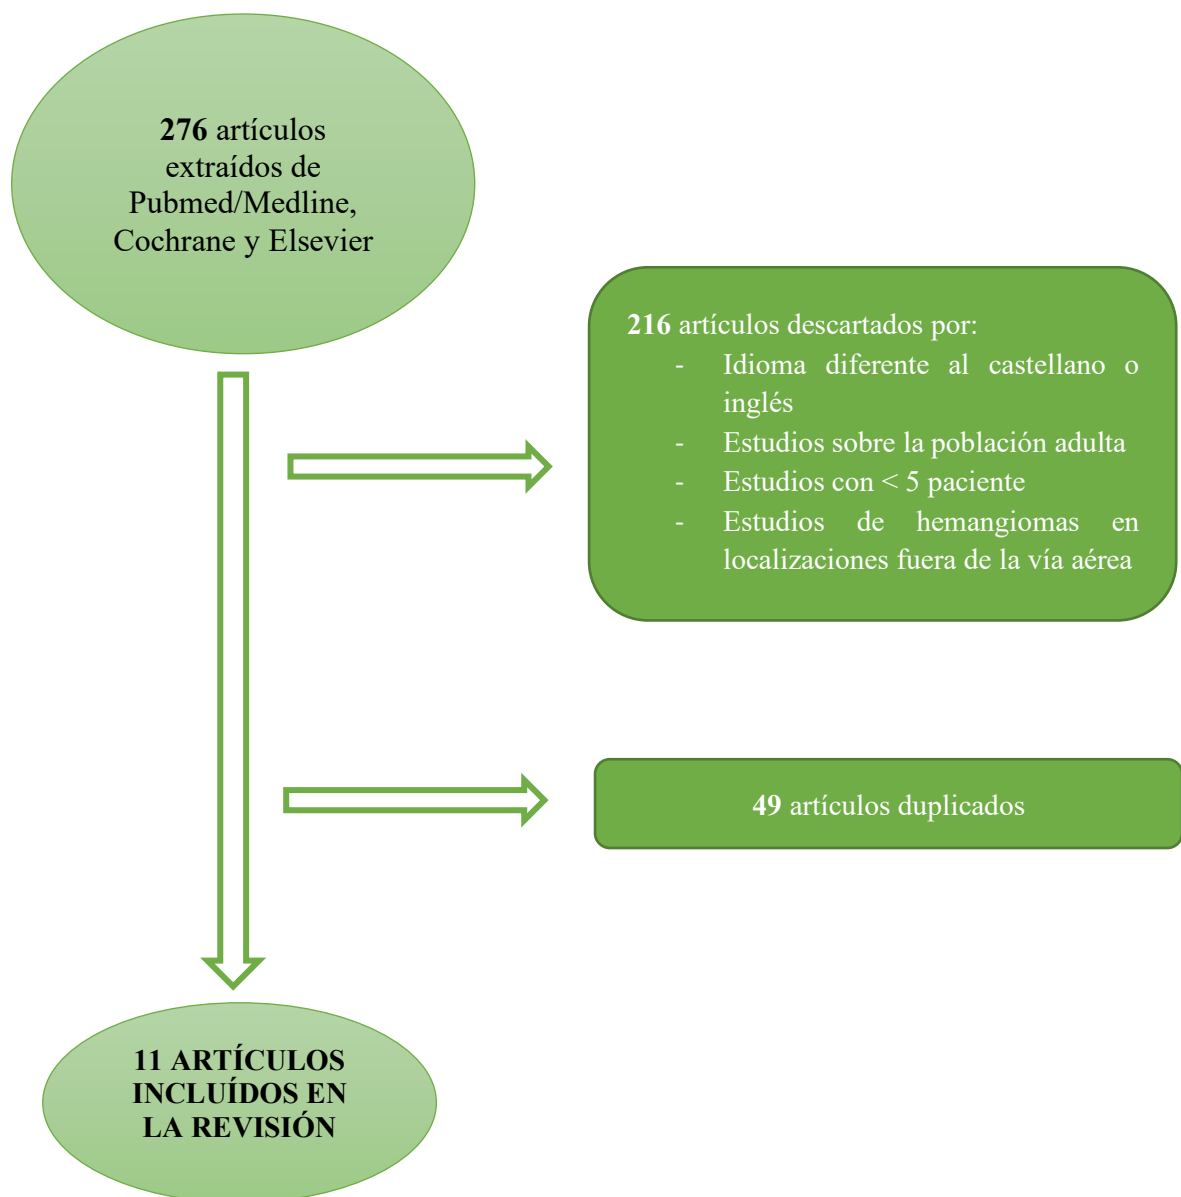 276 artículos
extraídos de
Pubmed/Medline,
Cochrane y Elsevier
216 artículos descartados por:
- Idioma diferente al castellano o
inglés
- Estudios sobre la población adulta
- Estudios con < 5 paciente
- Estudios de hemangiomas en
localizaciones fuera de la vía aérea
49 artículos duplicados
11 ARTÍCULOS
INCLUÍDOS EN
LA REVISIÓN